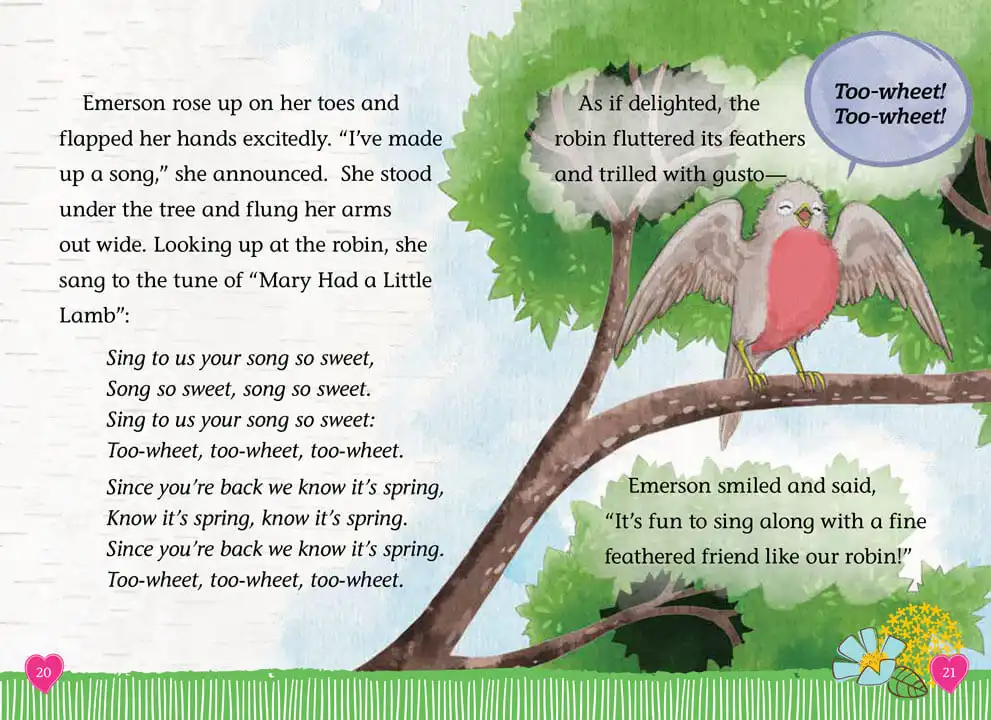 Emerson rose up on her toes and
flapped her hands excitedly. “I’ve made
up a song,” she announced.  She stood
under the tree and flung her arms
out wide. Looking up at the robin, she
sang to the tune of “Mary Had a Little
Lamb”:
Sing to us your song so sweet,
Song so sweet, song so sweet.
Sing to us your song so sweet:
Too-wheet, too-wheet, too-wheet.
Since you’re back we know it’s spring,
Know it’s spring, know it’s spring.
Since you’re back we know it’s spring.
Too-wheet, too-wheet, too-wheet.
20
As if delighted, the
robin fluttered its feathers
and trilled with gusto—
Too-wheet!
Too-wheet!
Emerson smiled and said,
“It’s fun to sing along with a fine
feathered friend like our robin!”
21